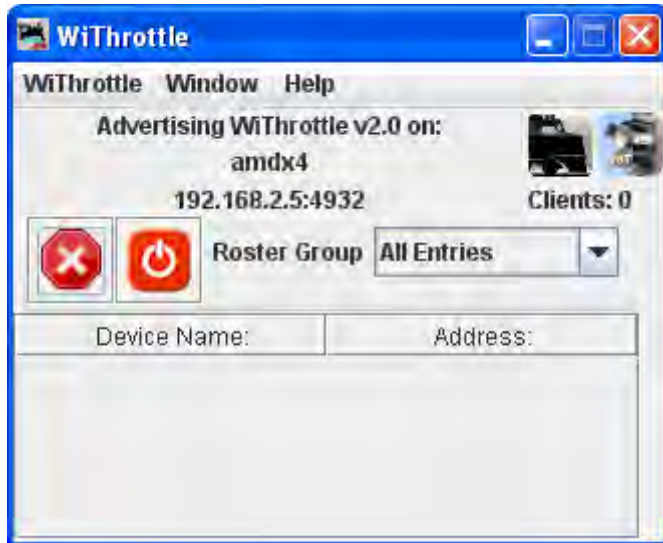 WiThrottle
WiThrottle Window Help
Advertising WiThrottle v2.0 on:
amdx4
192.168.2.5:4932
Clients: 0
Roster Group All Entries
Device Name: Address: